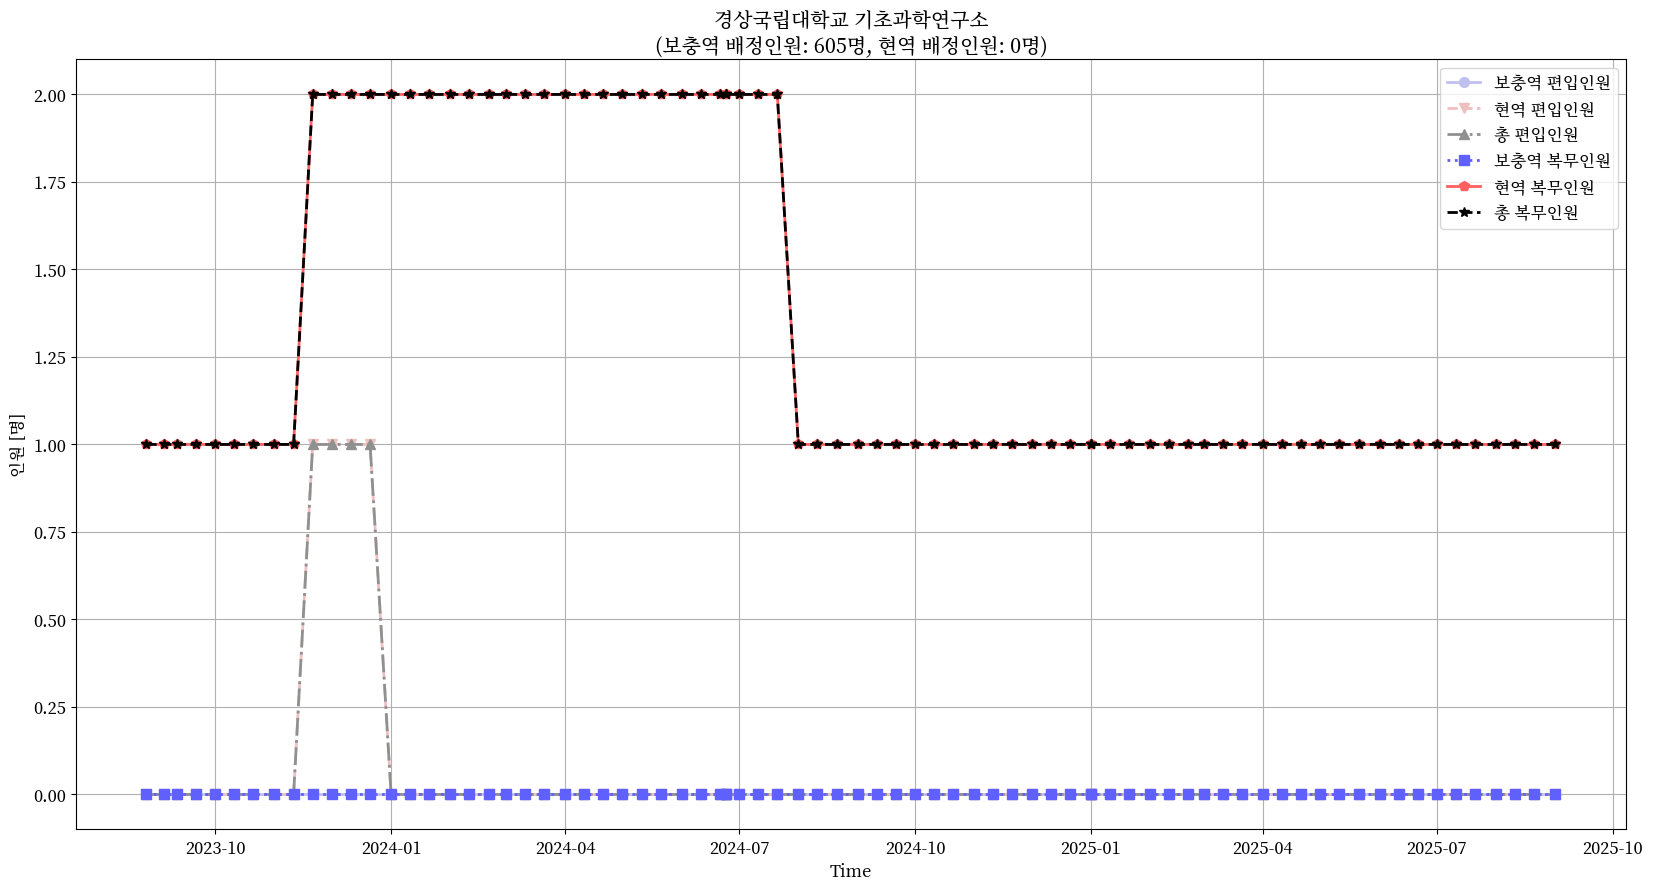 경상국립대학교 기초과학연구소
(보충역 배정인원: 605명, 현역 배정인원: 0명)
보충역 편입인원
현역 편입인원
총 편입인원
보충역 복무인원
현역 복무인원
총 복무인원
인원 [명]
2.00
1.75
1.50
1.25
1.00
0.75
0.50
0.25
0.00
2023-10
2024-01
2024-04
2024-07
2024-10
2025-01
2025-04
2025-07
2025-10
Time